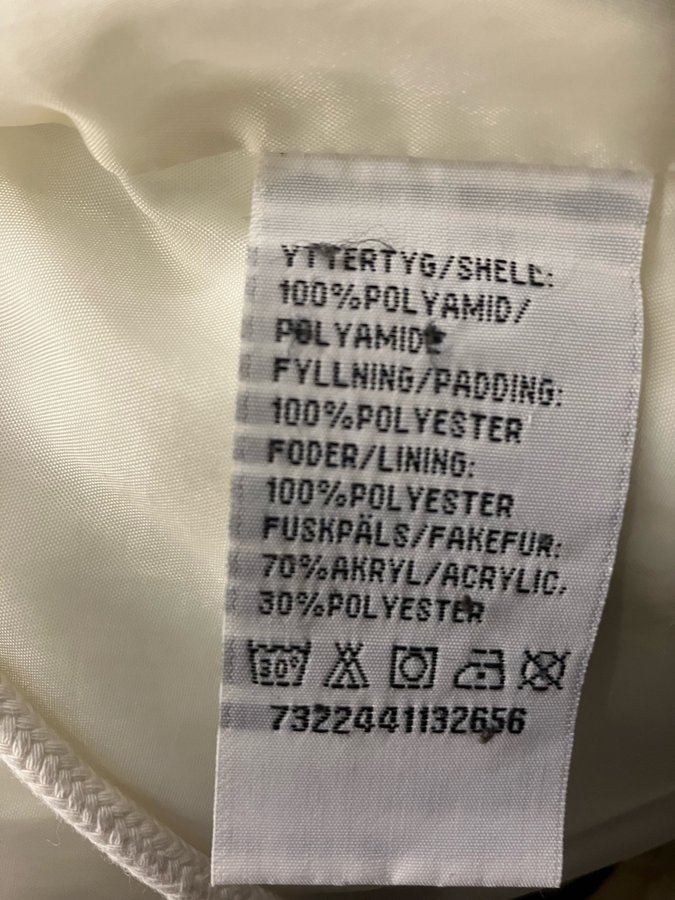 YTTERTYG/SHELL:
100%POLYAMID/
POLYAMIDE
FYLLNING/PADDING:
100%POLYESTER
FODER/LINING:
100%POLYESTER
FUSKPÄLS/FAKEFUR:
70%AKRYL/ACRYLIC,
30%POLYESTER
30°
7322441132656